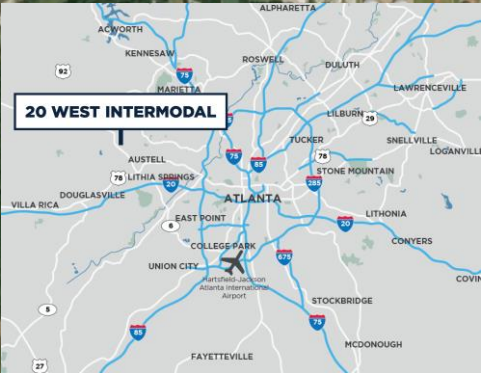 ALPHARETTA
ACWORTH
KENNESAW
ROSWELL
DULUTH
92
75
MARIETTA
LAWRENCEVILLE
20 WEST INTERMODAL
LILBURN
29
TUCKER
SNELLVILLE
75
85
78
LOGANVILLE
AUSTELL
STONE MOUNTAIN
78
LITHIA SPRINGS
20
285
DOUGLASVILLE
ATLANTA
VILLA RICA
LITHONIA
EAST POINT
6
20
CONYERS
COLLEGE PARK
675
UNION CITY
Hartsfield-Jackson
Atlanta International
Airport
COVIN
STOCKBRIDGE
5
85
75
MCDONOUGH
FAYETTEVILLE
27